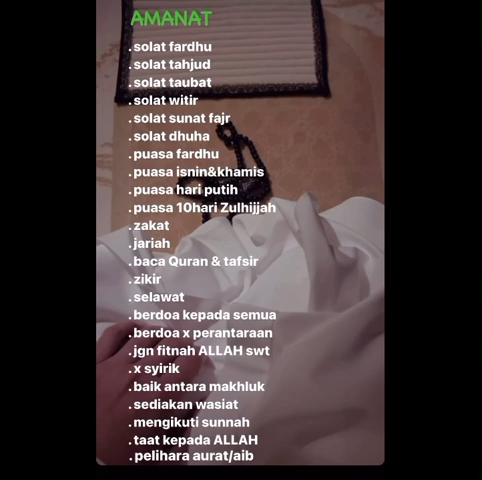 AMANAT
.solat fardhu
.solat tahjud
.solat taubat
.solat witir
.solat sunat fajr
.solat dhuha
.puasa fardhu
.puasa isnin&khamis
.puasa hari putih
.puasa 10hari Zulhijjah
.zakat
.jariah
.baca Quran & tafsir
.zikir
.selawat
.berdoa kepada semua
.berdoa x perantaraan
.jgn fitnah ALLAH swt
.x syirik
.baik antara makhluk
.sediakan wasiat
.mengikuti sunnah
.taat kepada ALLAH
.pelihara aurat/aib